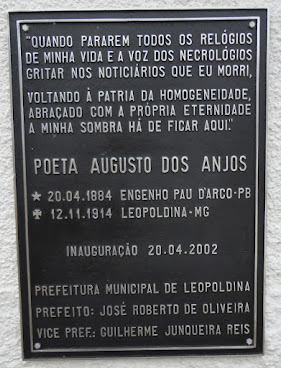 "QUANDO PARAREM TODOS OS RELÓGIOS
DE MINHA VIDA E A VOZ DOS NECROLÓGIOS
GRITAR NOS NOTICIÁRIOS QUE EU MORRI,
VOLTANDO À PATRIA DA HOMOGENEIDADE,
ABRAÇADO COM A PRÓPRIA ETERNIDADE
A MINHA SOMBRA HÁ DE FICAR AQUI."
POETA AUGUSTO DOS ANJOS
★ 20.04.1884 ENGENHO PAU D'ARCO-PB
✠ 12.11.1914 LEOPOLDINA-MG
INAUGURAÇÃO 20.04.2002
PREFEITURA MUNICIPAL DE LEOPOLDINA
PREFEITO: JOSÉ ROBERTO DE OLIVEIRA
VICE PREF.: GUILHERME JUNQUEIRA REIS